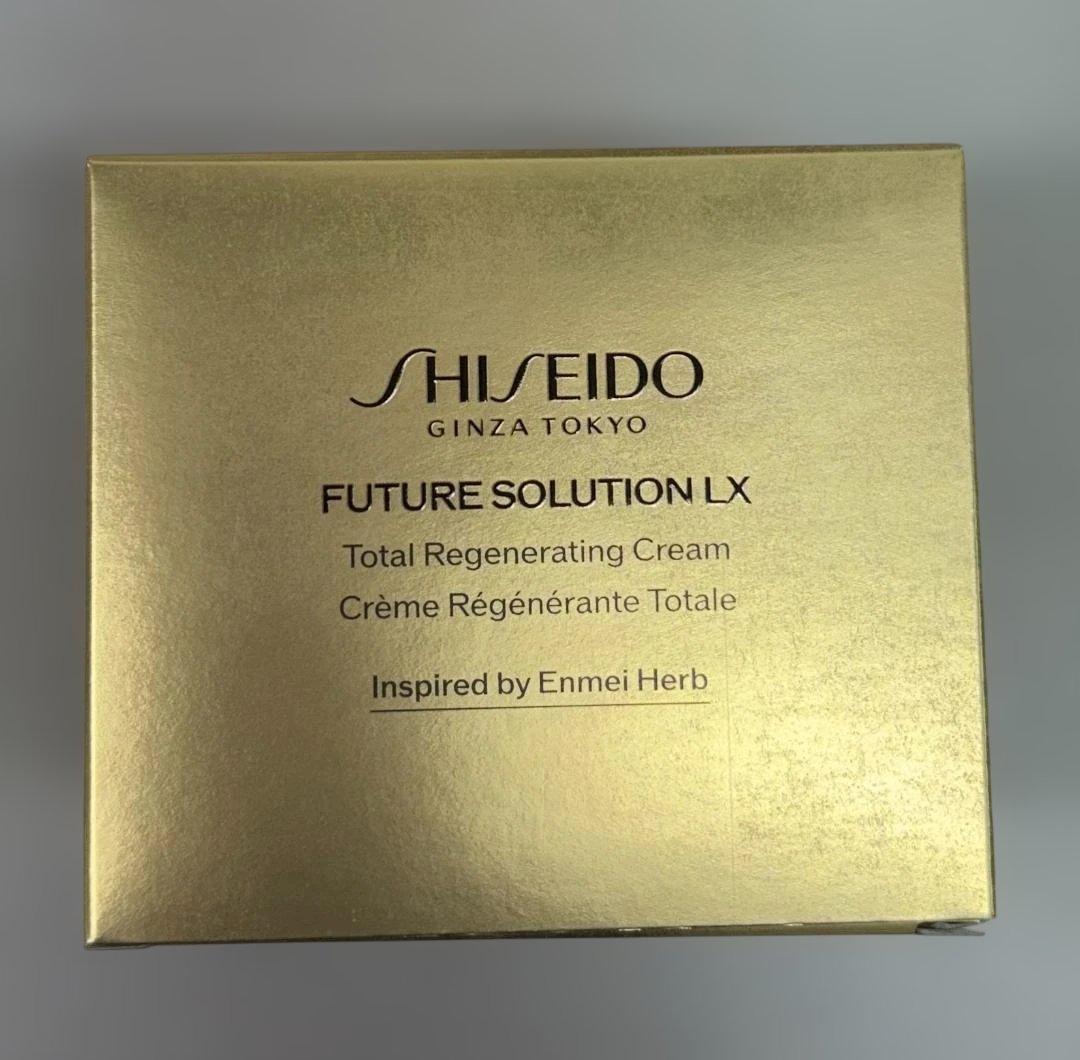 SHISEIDO
GINZA TOKYO
FUTURE SOLUTION LX
Total Regenerating Cream
Crème Régénérante Totale
Inspired by Enmei Herb